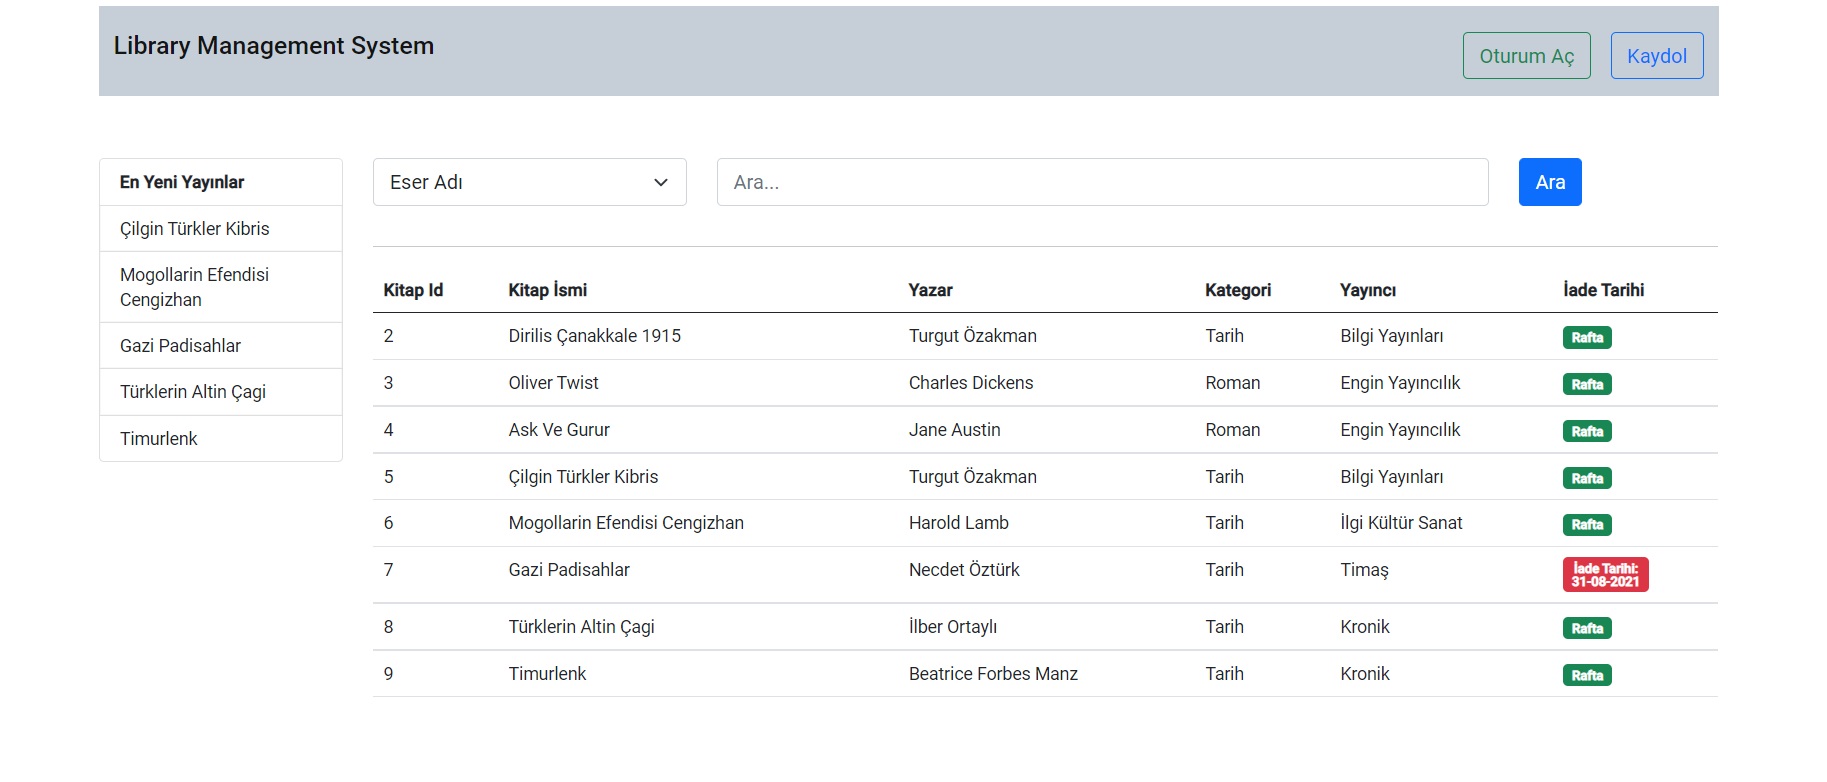 Library Management System
Oturum Aç
Kaydol
En Yeni Yayınlar
Çilgin Türkler Kibris
Mogollarin Efendisi
Cengizhan
Gazi Padisahlar
Türklerin Altin Çagi
Timurlenk
Eser Adı
Ara...
Ara
Kitap Id Kitap İsmi Yazar Kategori Yayıncı İade Tarihi
2 Dirilis Çanakkale 1915 Turgut Özakman Tarih Bilgi Yayınları Rafta
3 Oliver Twist Charles Dickens Roman Engin Yayıncılık Rafta
4 Ask Ve Gurur Jane Austin Roman Engin Yayıncılık Rafta
5 Çilgin Türkler Kibris Turgut Özakman Tarih Bilgi Yayınları Rafta
6 Mogollarin Efendisi Cengizhan Harold Lamb Tarih İlgi Kültür Sanat Rafta
7 Gazi Padisahlar Necdet Öztürk Tarih Timaş İade Tarihi:
31-08-2021
8 Türklerin Altin Çagi İlber Ortaylı Tarih Kronik Rafta
9 Timurlenk Beatrice Forbes Manz Tarih Kronik Rafta